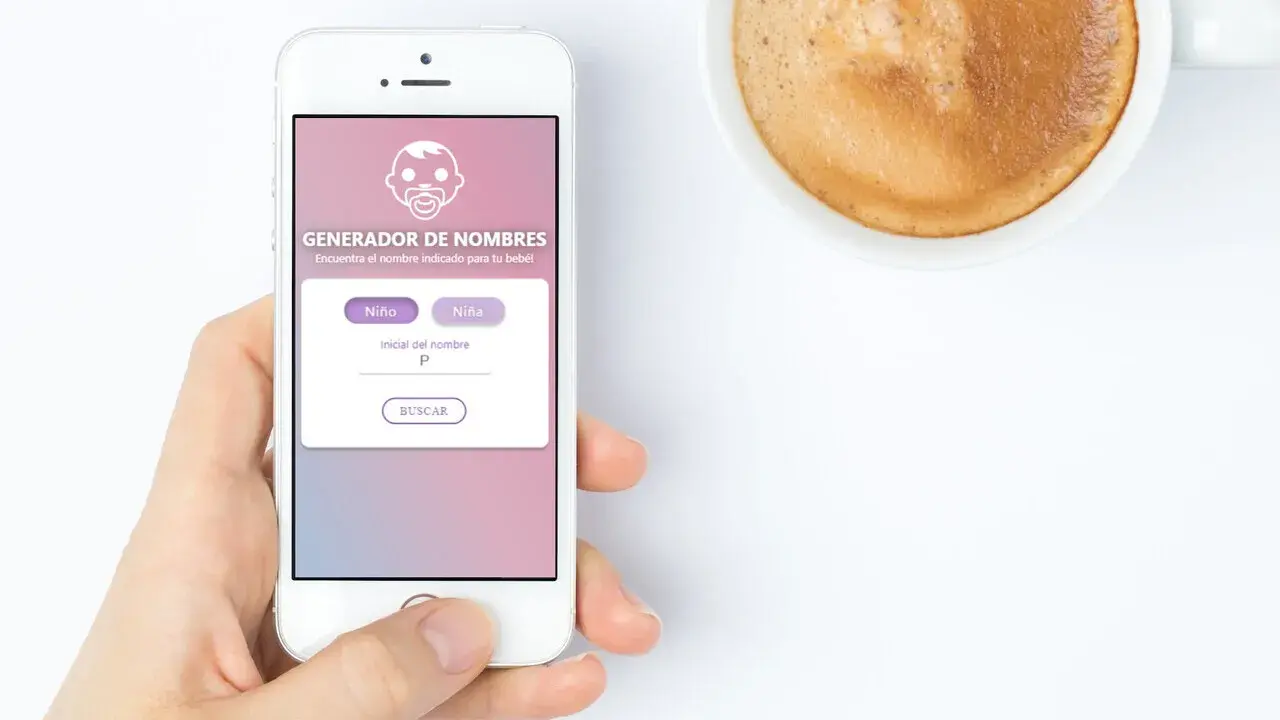 GENERADOR DE NOMBRES
Encuentra el nombre indicado para tu bebé!
Niño Niña
Inicial del nombre
P
BUSCAR